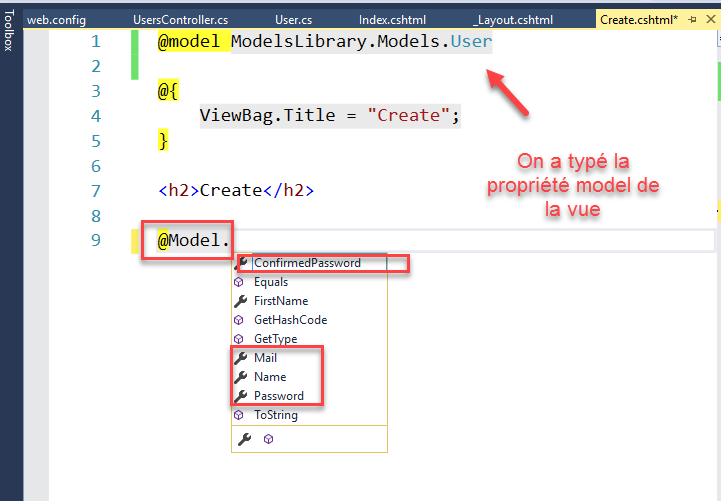 Toolbox
web.config UsersController.cs User.cs Index.cshtml _Layout.cshtml Create.cshtml*
1 @model ModelsLibrary.Models.User
2
3 @{
4 ViewBag.Title = "Create";
5 }
6
7 <h2>Create</h2>
8
9 @Model.
On a typé la
propriété model de
la vue
ConfirmedPassword
Equals
FirstName
GetHashCode
GetType
Mail
Name
Password
ToString